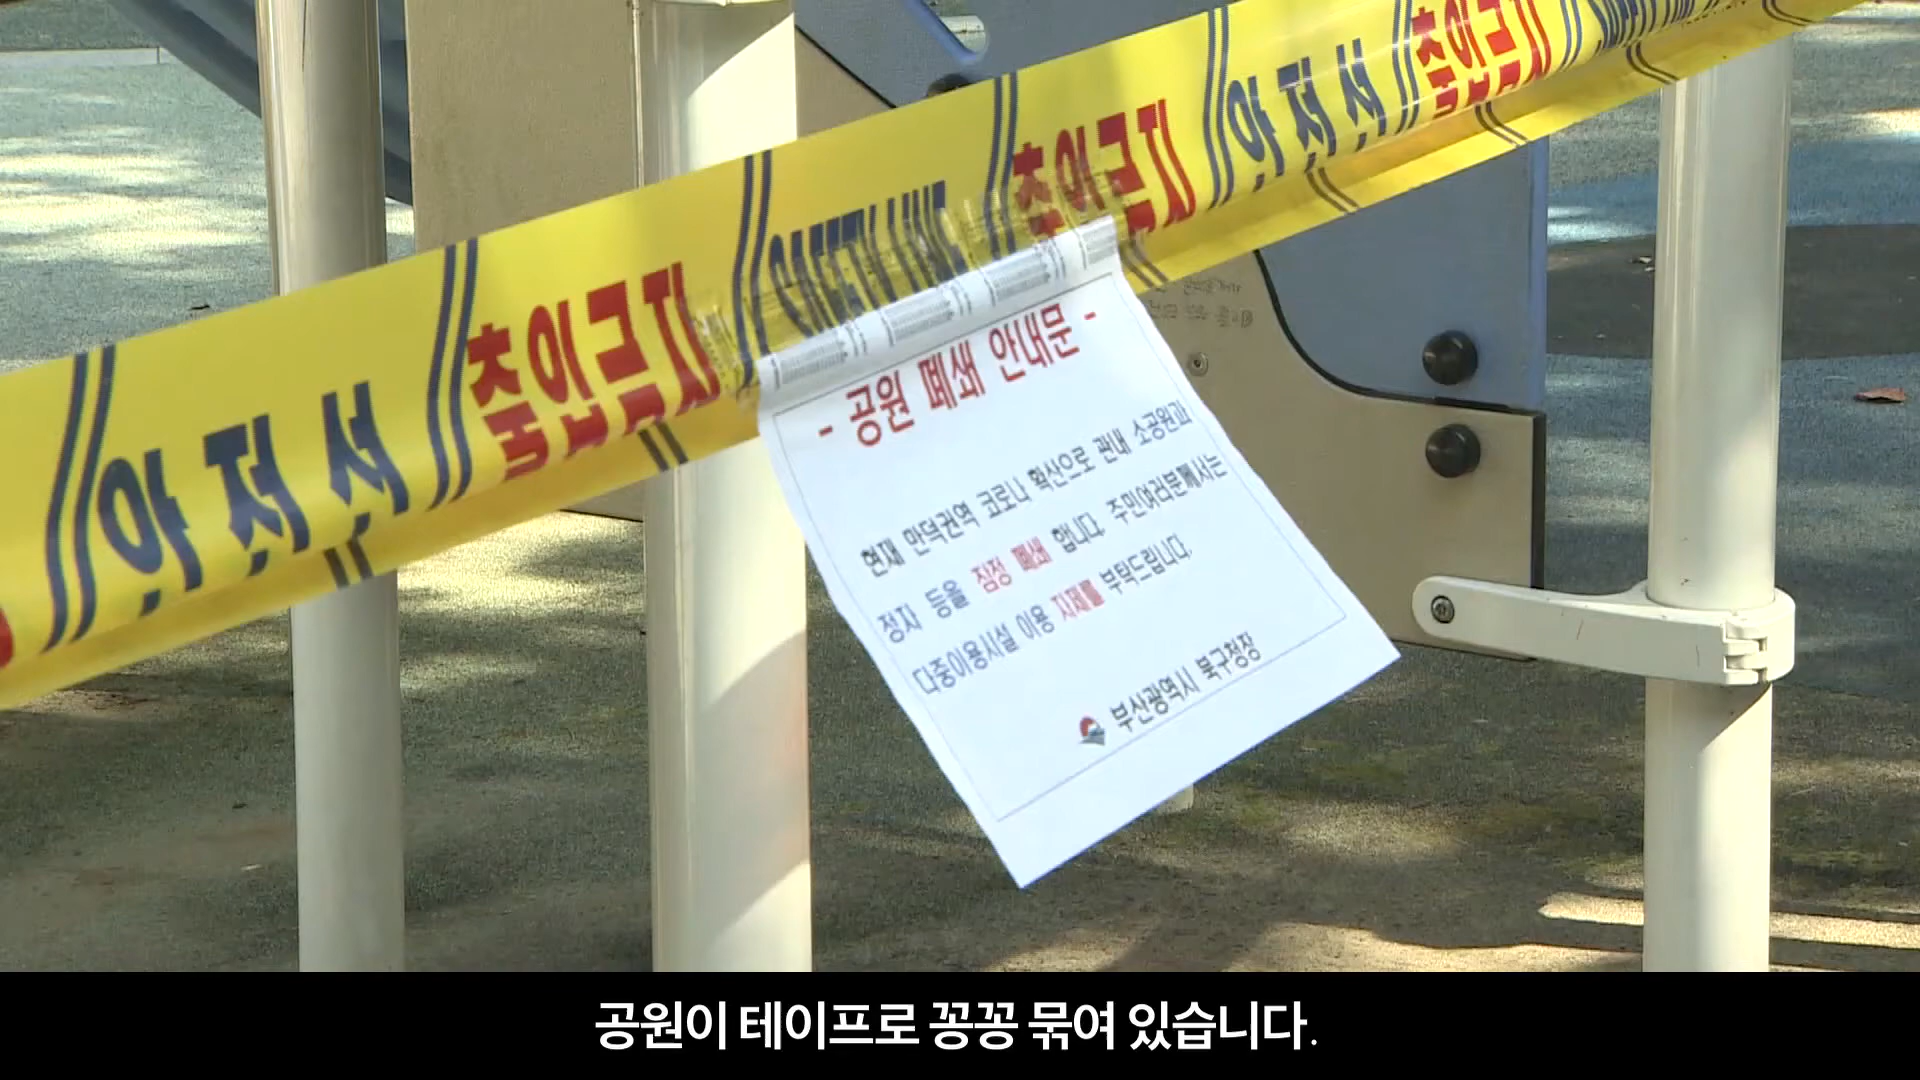 안전선 출입금지 SAFETY LINE 출입금지 안전선 출입금지 SAFETY LINE
- 공원 폐쇄 안내문 -
현재 만덕권역 코로나 확산으로 관내 소공원과
정자 등을 잠정 폐쇄 합니다. 주민여러분께서는
다중이용시설 이용 자제를 부탁드립니다.
부산광역시 북구청장
공원이 테이프로 꽁꽁 묶여 있습니다.